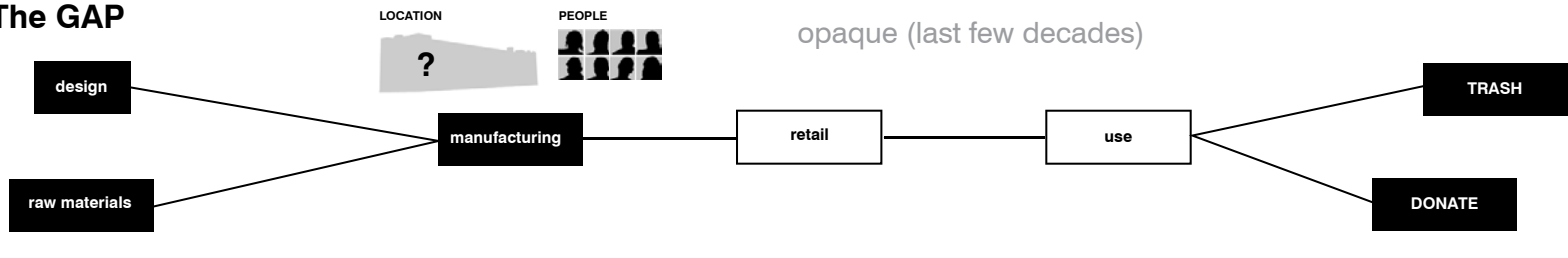 The GAP
LOCATION
PEOPLE
opaque (last few decades)
?
design
TRASH
manufacturing
retail
use
raw materials
DONATE